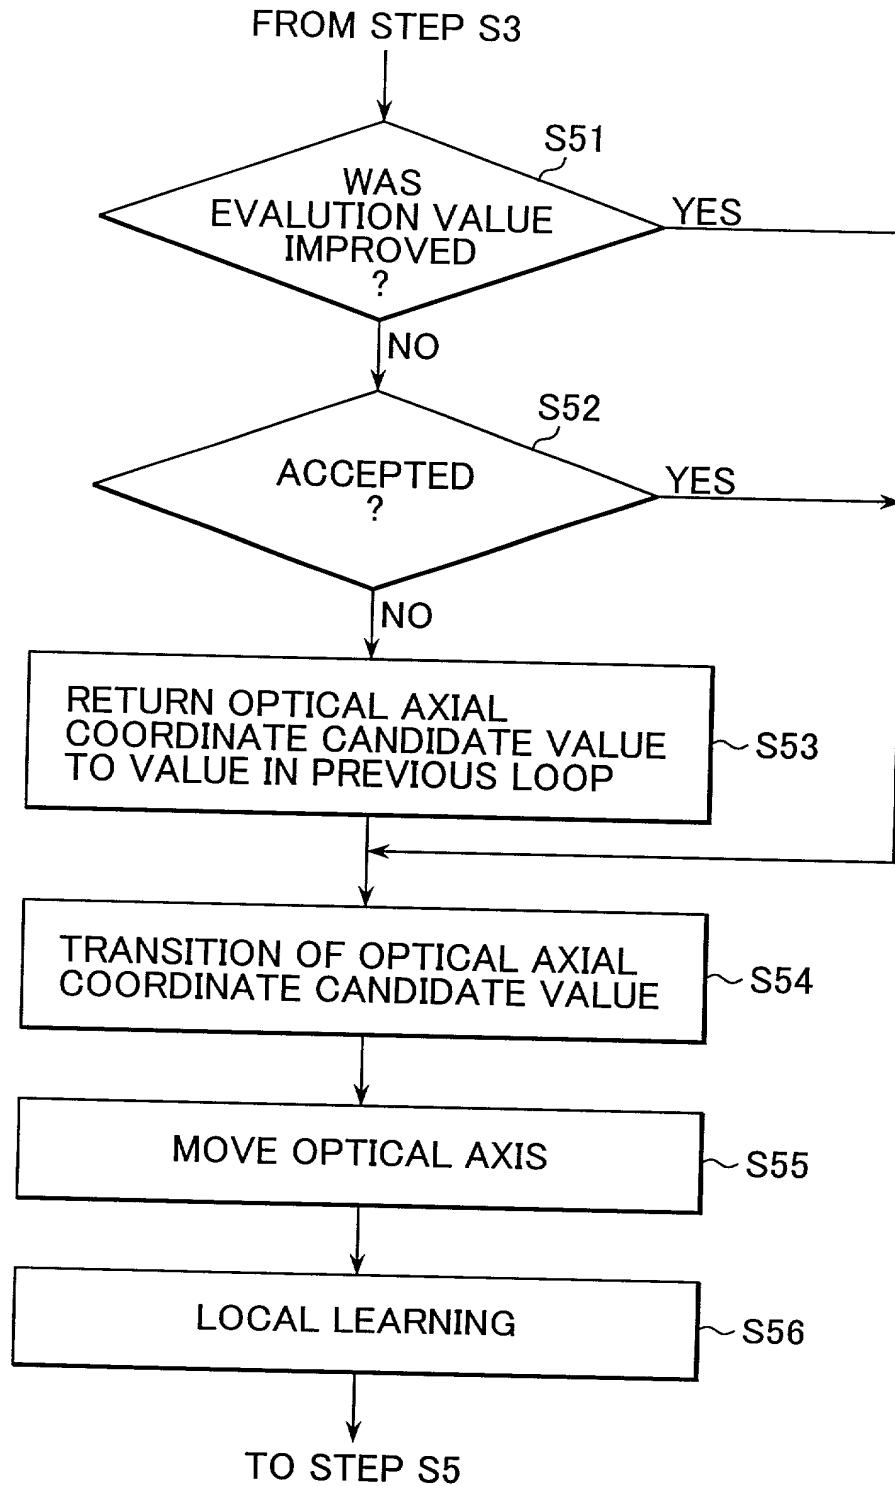 FROM STEP S3
S51
WAS
EVALUTION VALUE
IMPROVED
?
YES
NO
S52
ACCEPTED
?
YES
NO
RETURN OPTICAL AXIAL
COORDINATE CANDIDATE VALUE
TO VALUE IN PREVIOUS LOOP
S53
TRANSITION OF OPTICAL AXIAL
COORDINATE CANDIDATE VALUE
S54
MOVE OPTICAL AXIS
S55
LOCAL LEARNING
S56
TO STEP S5